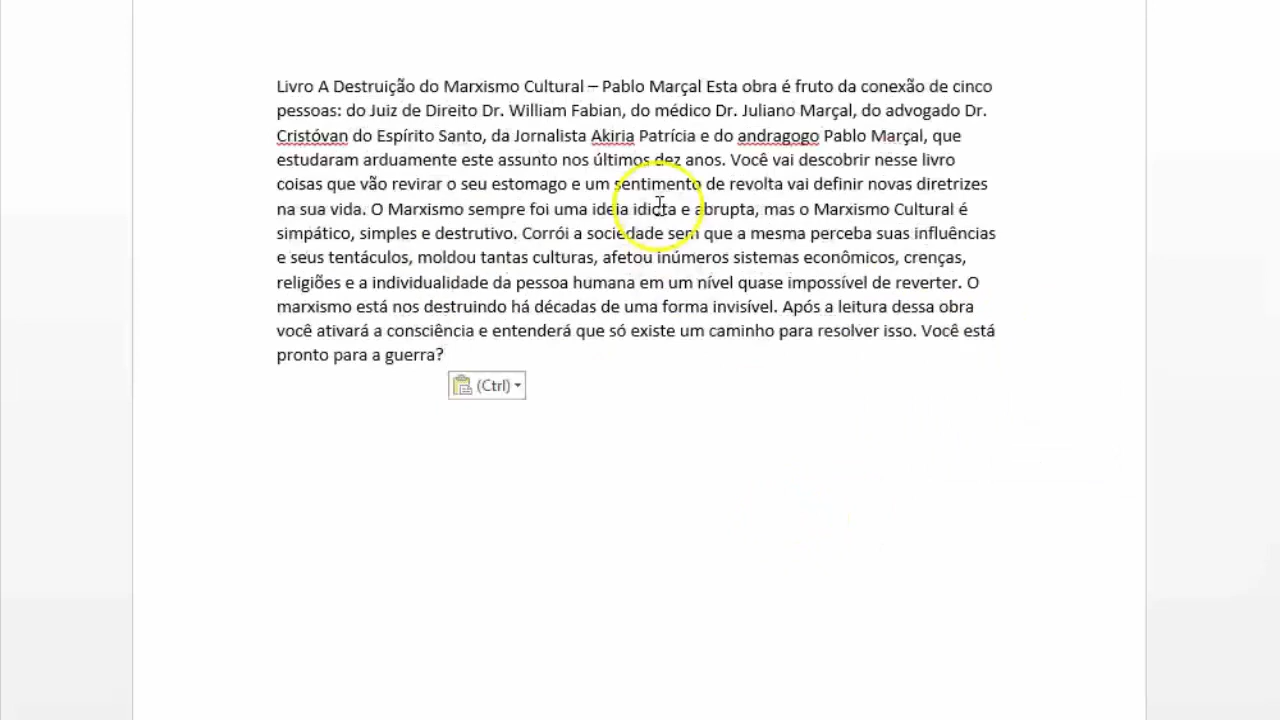 Livro A Destruição do Marxismo Cultural – Pablo Marçal Esta obra é fruto da conexão de cinco
pessoas: do Juiz de Direito Dr. William Fabian, do médico Dr. Juliano Marçal, do advogado Dr.
Cristóvan do Espírito Santo, da Jornalista Akiria Patrícia e do andragogo Pablo Marçal, que
estudaram arduamente este assunto nos últimos dez anos. Você vai descobrir nesse livro
coisas que vão revirar o seu estomago e um sentimento de revolta vai definir novas diretrizes
na sua vida. O Marxismo sempre foi uma ideia idiota e abrupta, mas o Marxismo Cultural é
simpático, simples e destrutivo. Corrói a sociedade sem que a mesma perceba suas influências
e seus tentáculos, moldou tantas culturas, afetou inúmeros sistemas econômicos, crenças,
religiões e a individualidade da pessoa humana em um nível quase impossível de reverter. O
marxismo está nos destruindo há décadas de uma forma invisível. Após a leitura dessa obra
você ativará a consciência e entenderá que só existe um caminho para resolver isso. Você está
pronto para a guerra?
(Ctrl)